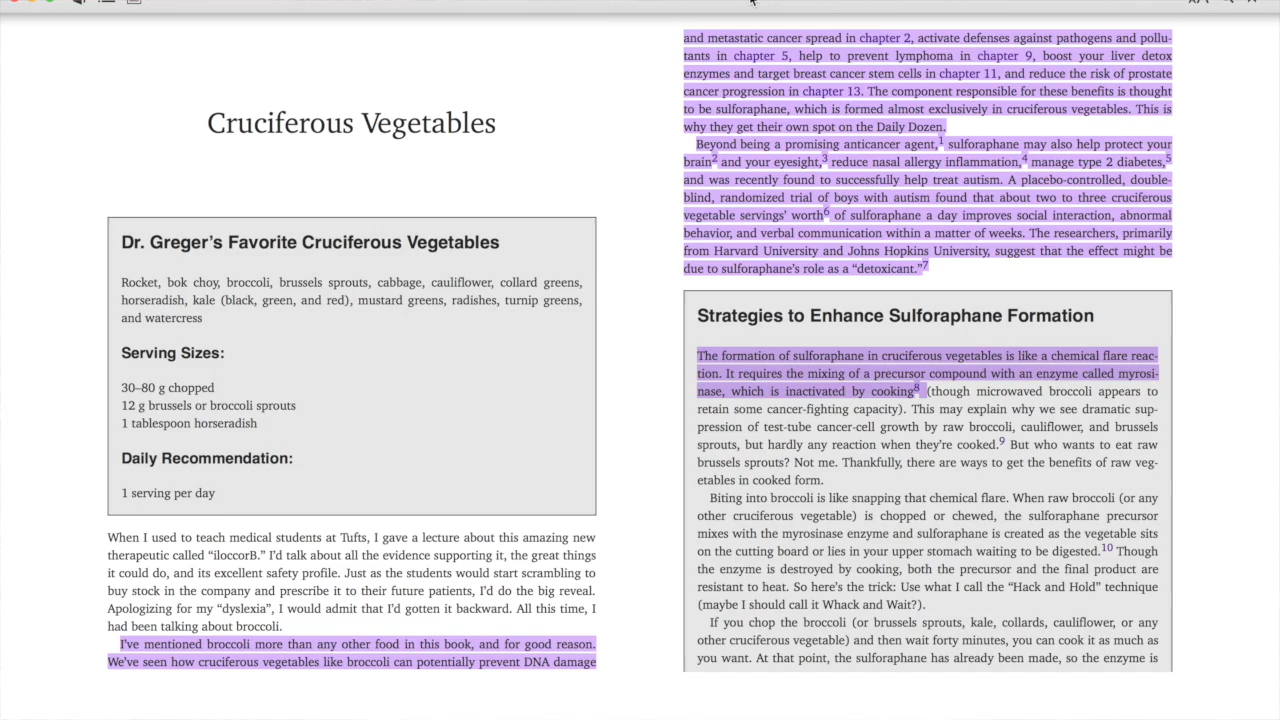 Cruciferous Vegetables
Dr. Greger’s Favorite Cruciferous Vegetables
Rocket, bok choy, broccoli, brussels sprouts, cabbage, cauliflower, collard greens,
horseradish, kale (black, green, and red), mustard greens, radishes, turnip greens,
and watercress
Serving Sizes:
30–80 g chopped
12 g brussels or broccoli sprouts
1 tablespoon horseradish
Daily Recommendation:
1 serving per day
When I used to teach medical students at Tufts, I gave a lecture about this amazing new
therapeutic called “iloccorB.” I’d talk about all the evidence supporting it, the great things
it could do, and its excellent safety profile. Just as the students would start scrambling to
buy stock in the company and prescribe it to their future patients, I’d do the big reveal.
Apologizing for my “dyslexia”, I would admit that I’d gotten it backward. All this time, I
had been talking about broccoli.
I’ve mentioned broccoli more than any other food in this book, and for good reason.
We’ve seen how cruciferous vegetables like broccoli can potentially prevent DNA damage
and metastatic cancer spread in chapter 2, activate defenses against pathogens and pollu-
tants in chapter 5, help to prevent lymphoma in chapter 9, boost your liver detox
enzymes and target breast cancer stem cells in chapter 11, and reduce the risk of prostate
cancer progression in chapter 13. The component responsible for these benefits is thought
to be sulforaphane, which is formed almost exclusively in cruciferous vegetables. This is
why they get their own spot on the Daily Dozen.
Beyond being a promising anticancer agent,1 sulforaphane may also help protect your
brain2 and your eyesight,3 reduce nasal allergy inflammation,4 manage type 2 diabetes,5
and was recently found to successfully help treat autism. A placebo-controlled, double-
blind, randomized trial of boys with autism found that about two to three cruciferous
vegetable servings’ worth6 of sulforaphane a day improves social interaction, abnormal
behavior, and verbal communication within a matter of weeks. The researchers, primarily
from Harvard University and Johns Hopkins University, suggest that the effect might be
due to sulforaphane’s role as a “detoxicant.”7
Strategies to Enhance Sulforaphane Formation
The formation of sulforaphane in cruciferous vegetables is like a chemical flare reac-
tion. It requires the mixing of a precursor compound with an enzyme called myrosi-
nase, which is inactivated by cooking8 (though microwaved broccoli appears to
retain some cancer-fighting capacity). This may explain why we see dramatic sup-
pression of test-tube cancer-cell growth by raw broccoli, cauliflower, and brussels
sprouts, but hardly any reaction when they’re cooked.9 But who wants to eat raw
brussels sprouts? Not me. Thankfully, there are ways to get the benefits of raw veg-
etables in cooked form.
Biting into broccoli is like snapping that chemical flare. When raw broccoli (or any
other cruciferous vegetable) is chopped or chewed, the sulforaphane precursor
mixes with the myrosinase enzyme and sulforaphane is created as the vegetable sits
on the cutting board or lies in your upper stomach waiting to be digested.10 Though
the enzyme is destroyed by cooking, both the precursor and the final product are
resistant to heat. So here’s the trick: Use what I call the “Hack and Hold” technique
(maybe I should call it Whack and Wait?).
If you chop the broccoli (or brussels sprouts, kale, collards, cauliflower, or any
other cruciferous vegetable) and then wait forty minutes, you can cook it as much as
you want. At that point, the sulforaphane has already been made, so the enzyme is